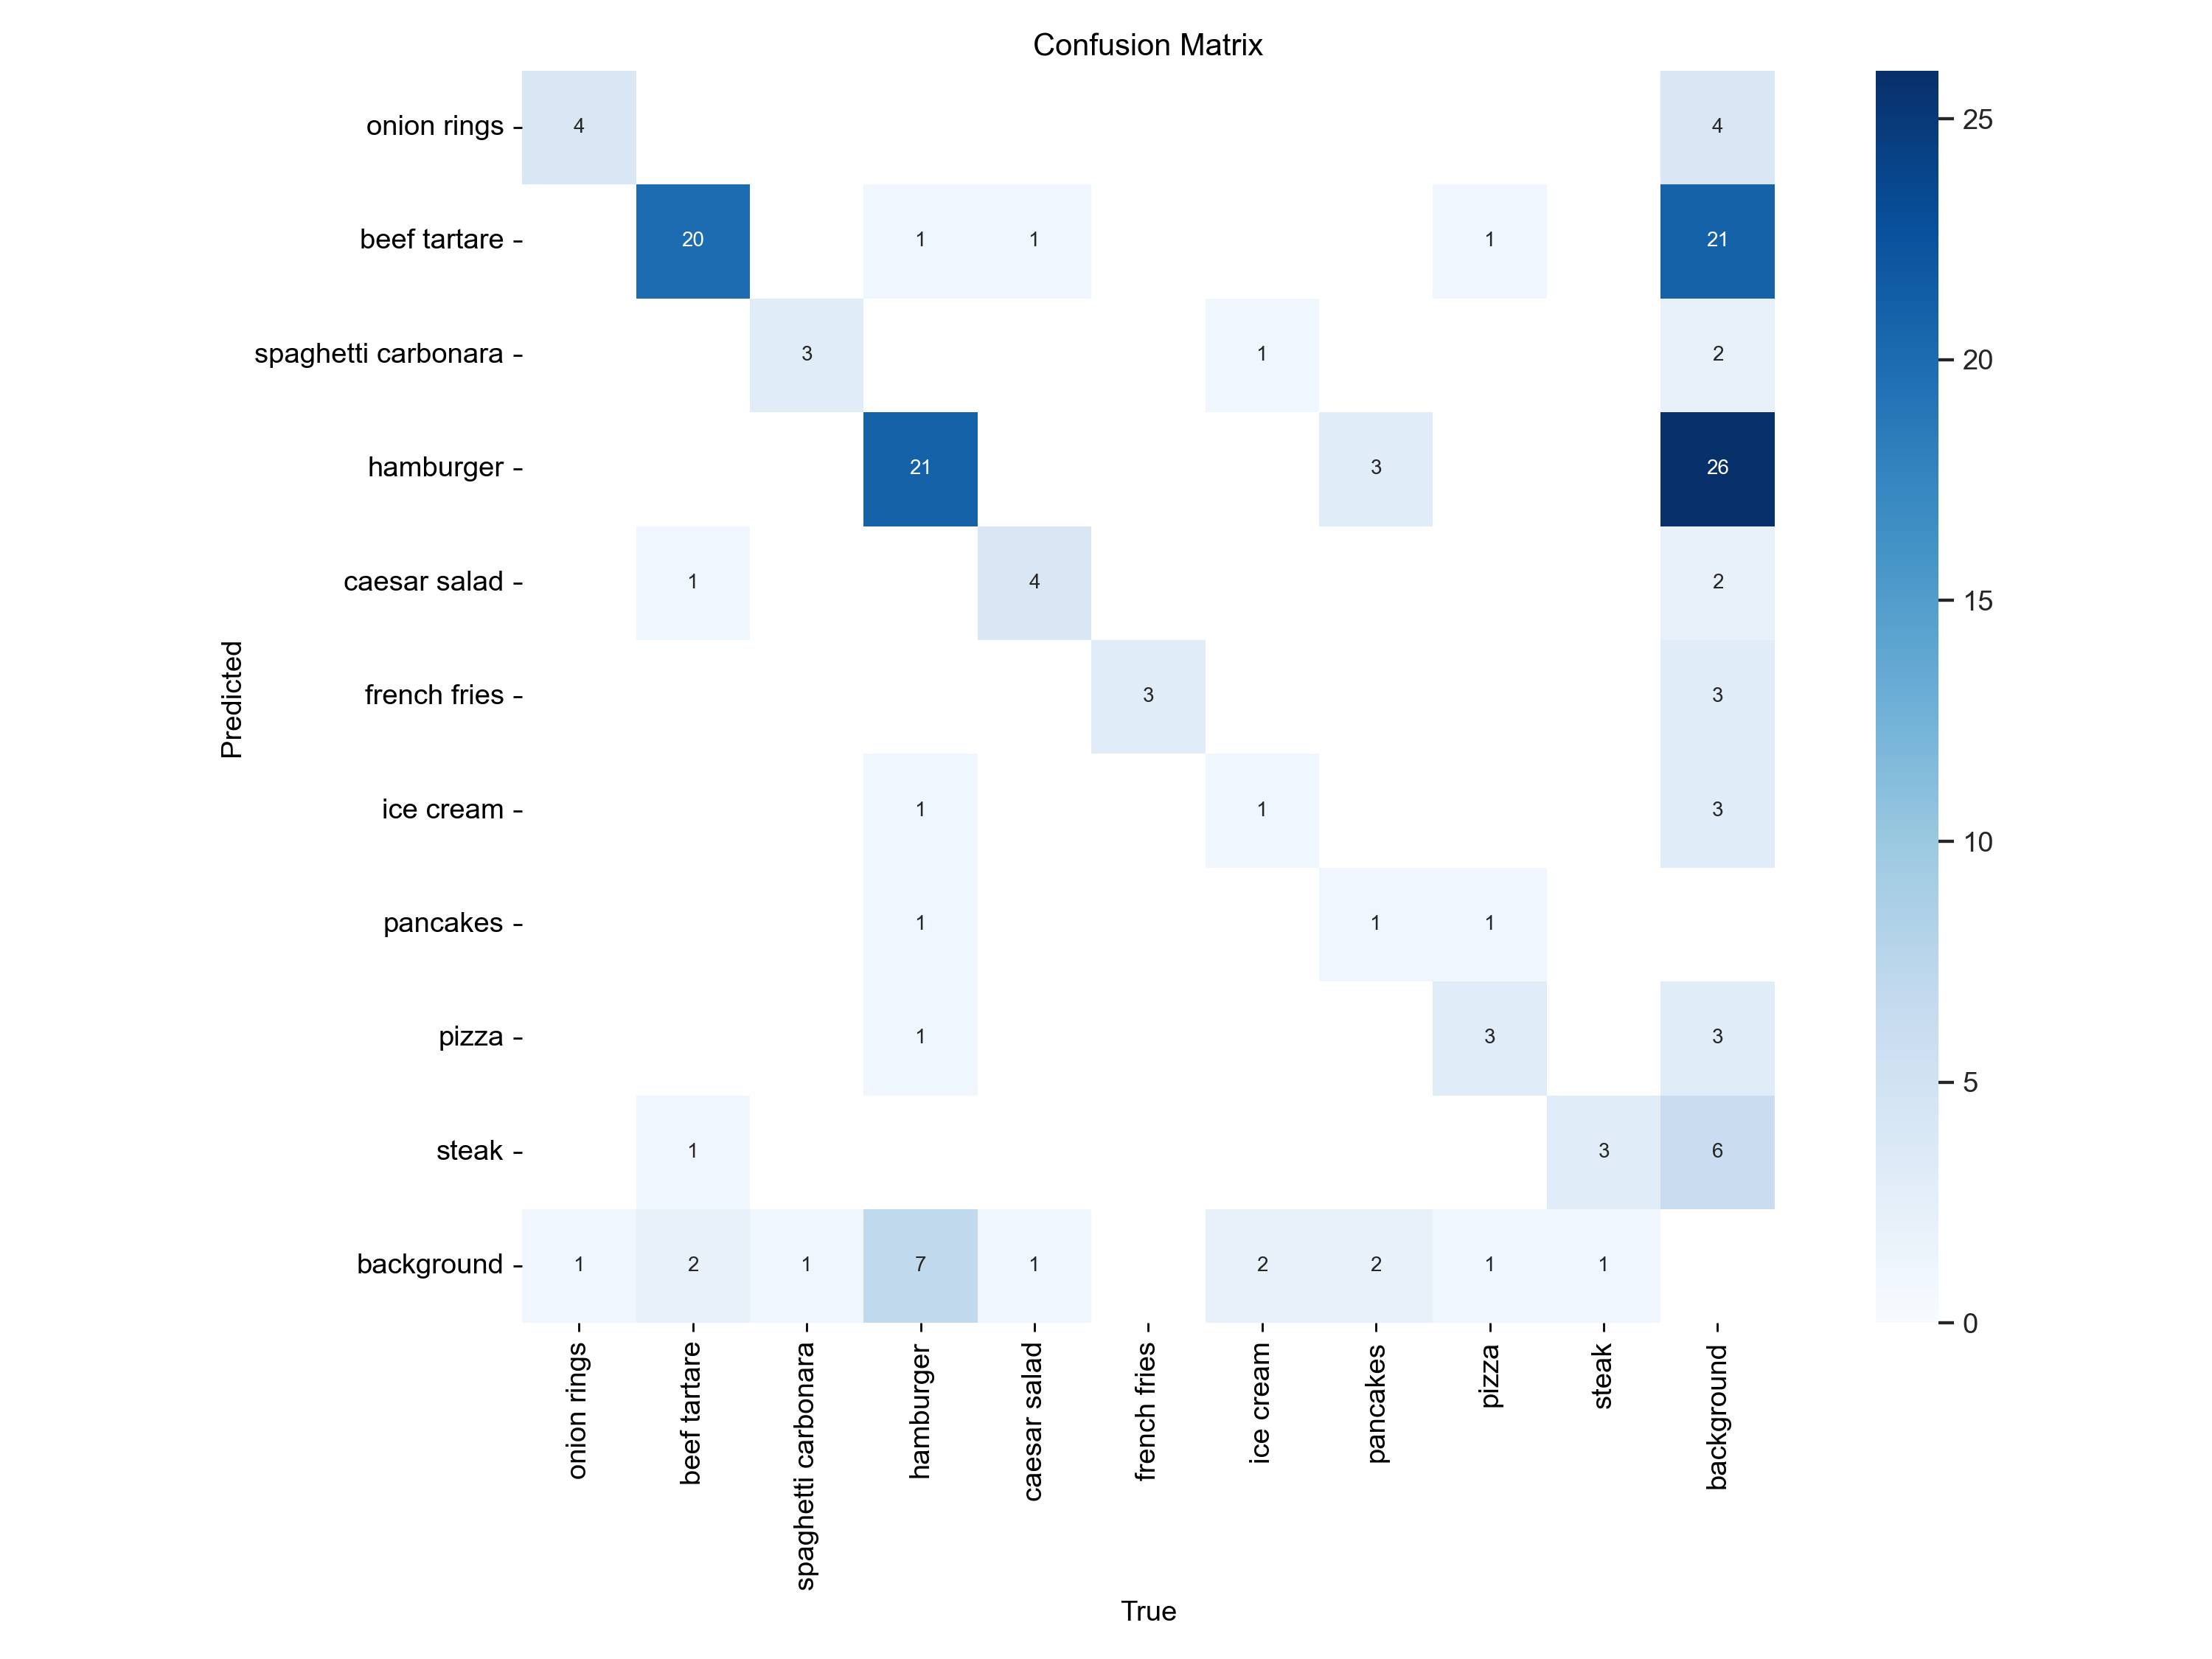 Confusion Matrix
onion rings 4 4
beef tartare 20 1 1 1 21
spaghetti carbonara 3 1 2
hamburger 21 3 26
caesar salad 1 4 2
french fries 3 3
ice cream 1 1 3
pancakes 1 1 1
pizza 1 3 3
steak 1 3 6
background 1 2 1 7 1 2 2 1 1
Predicted
onion rings
beef tartare
spaghetti carbonara
hamburger
caesar salad
french fries
ice cream
pancakes
pizza
steak
background
True
25
20
15
10
5
0